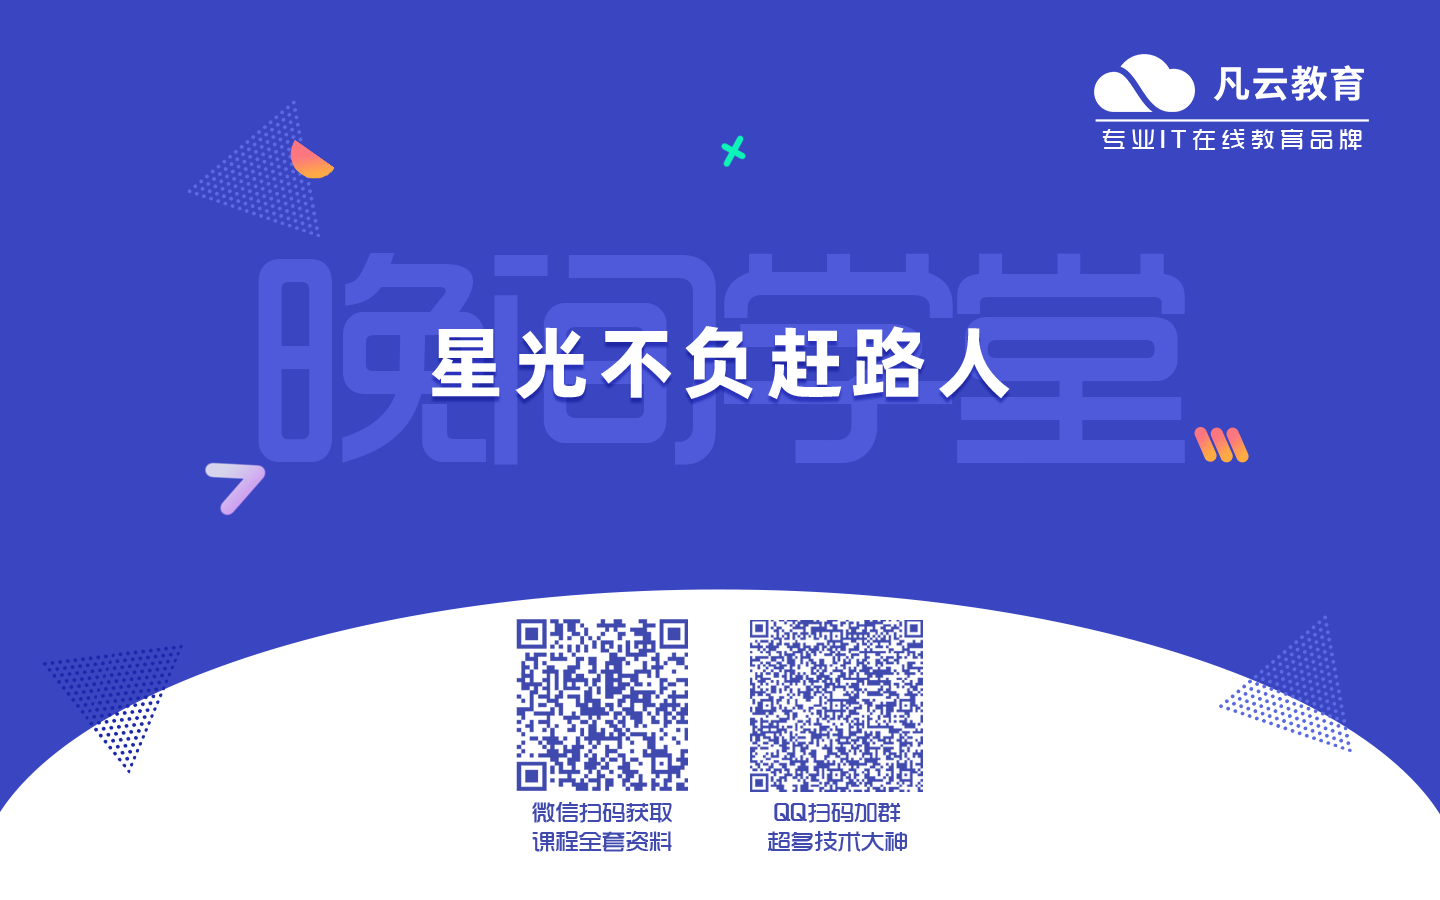 凡云教育
专业IT在线教育品牌
晚间学堂
星光不负赶路人
微信扫码获取
课程全套资料
QQ扫码加群
超多技术大神